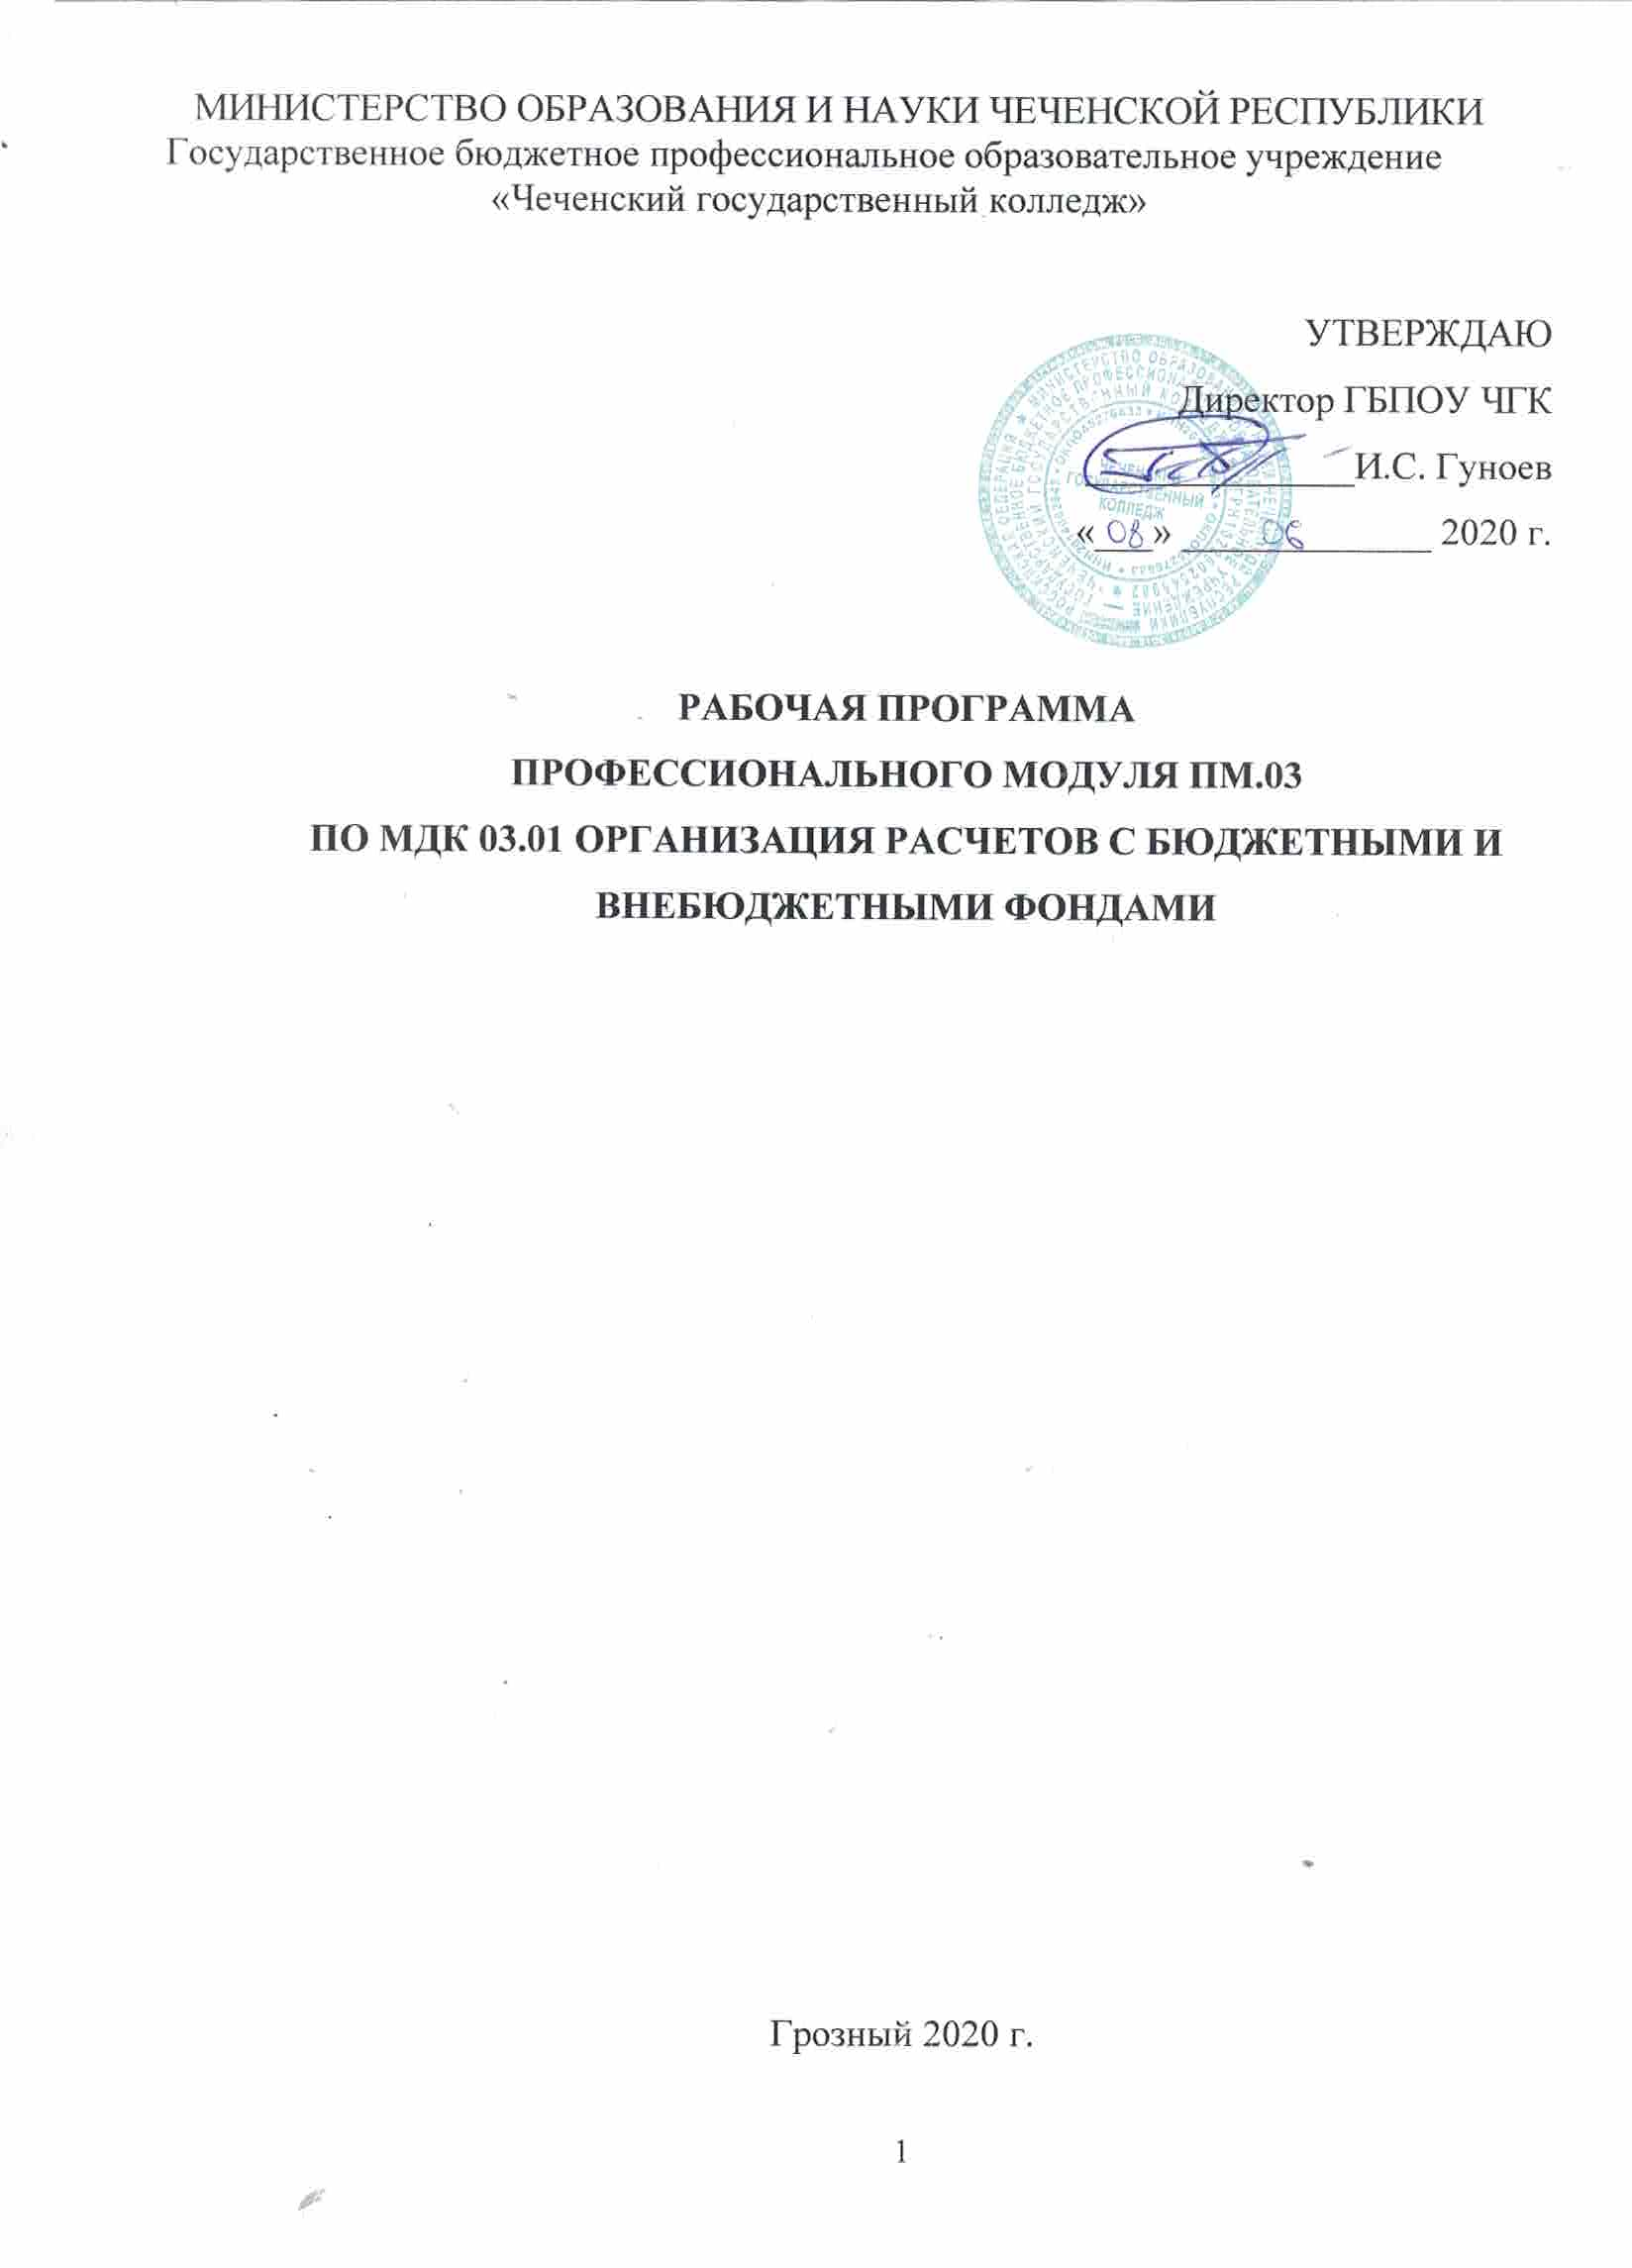 МИНИСТЕРСТВО ОБРАЗОВАНИЯ И НАУКИ ЧЕЧЕНСКОЙ РЕСПУБЛИКИ
Государственное бюджетное профессиональное образовательное учреждение
«Чеченский государственный колледж»
УТВЕРЖДАЮ
Директор ГБПОУ ЧГК
И.С. Гуноев
« 08 » 06 2020 г.
ГОСУДАРСТВЕННЫЙ
КОЛЛЕДЖ
РАБОЧАЯ ПРОГРАММА
ПРОФЕССИОНАЛЬНОГО МОДУЛЯ ПМ.03
ПО МДК 03.01 ОРГАНИЗАЦИЯ РАСЧЕТОВ С БЮДЖЕТНЫМИ И
ВНЕБЮДЖЕТНЫМИ ФОНДАМИ
Грозный 2020 г.
1